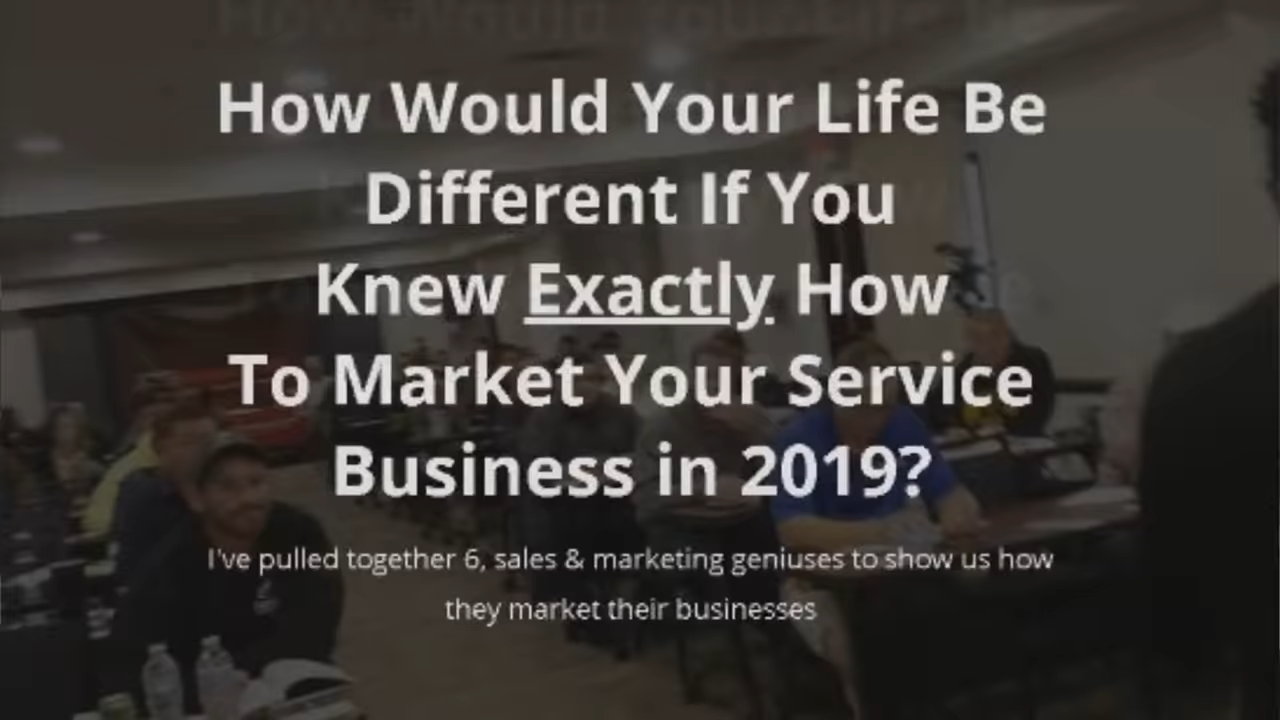 How Would Your Life Be
Different If You
Knew Exactly How
To Market Your Service
Business in 2019?
I've pulled together 6, sales & marketing geniuses to show us how
they market their businesses